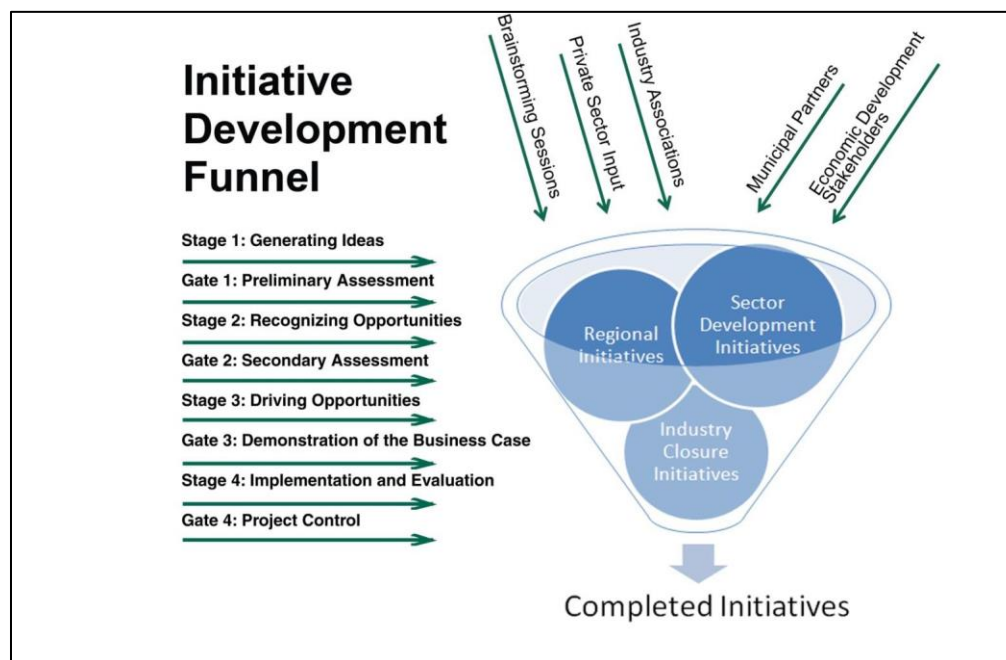 Initiative
Development
Funnel
Brainstorming Sessions
Private Sector Input
Industry Associations
Municipal Partners
Economic Development
Stakeholders
Stage 1: Generating Ideas
Gate 1: Preliminary Assessment
Stage 2: Recognizing Opportunities
Gate 2: Secondary Assessment
Stage 3: Driving Opportunities
Gate 3: Demonstration of the Business Case
Stage 4: Implementation and Evaluation
Gate 4: Project Control
Regional
Initiatives
Sector
Development
Initiatives
Industry
Closure
Initiatives
Completed Initiatives